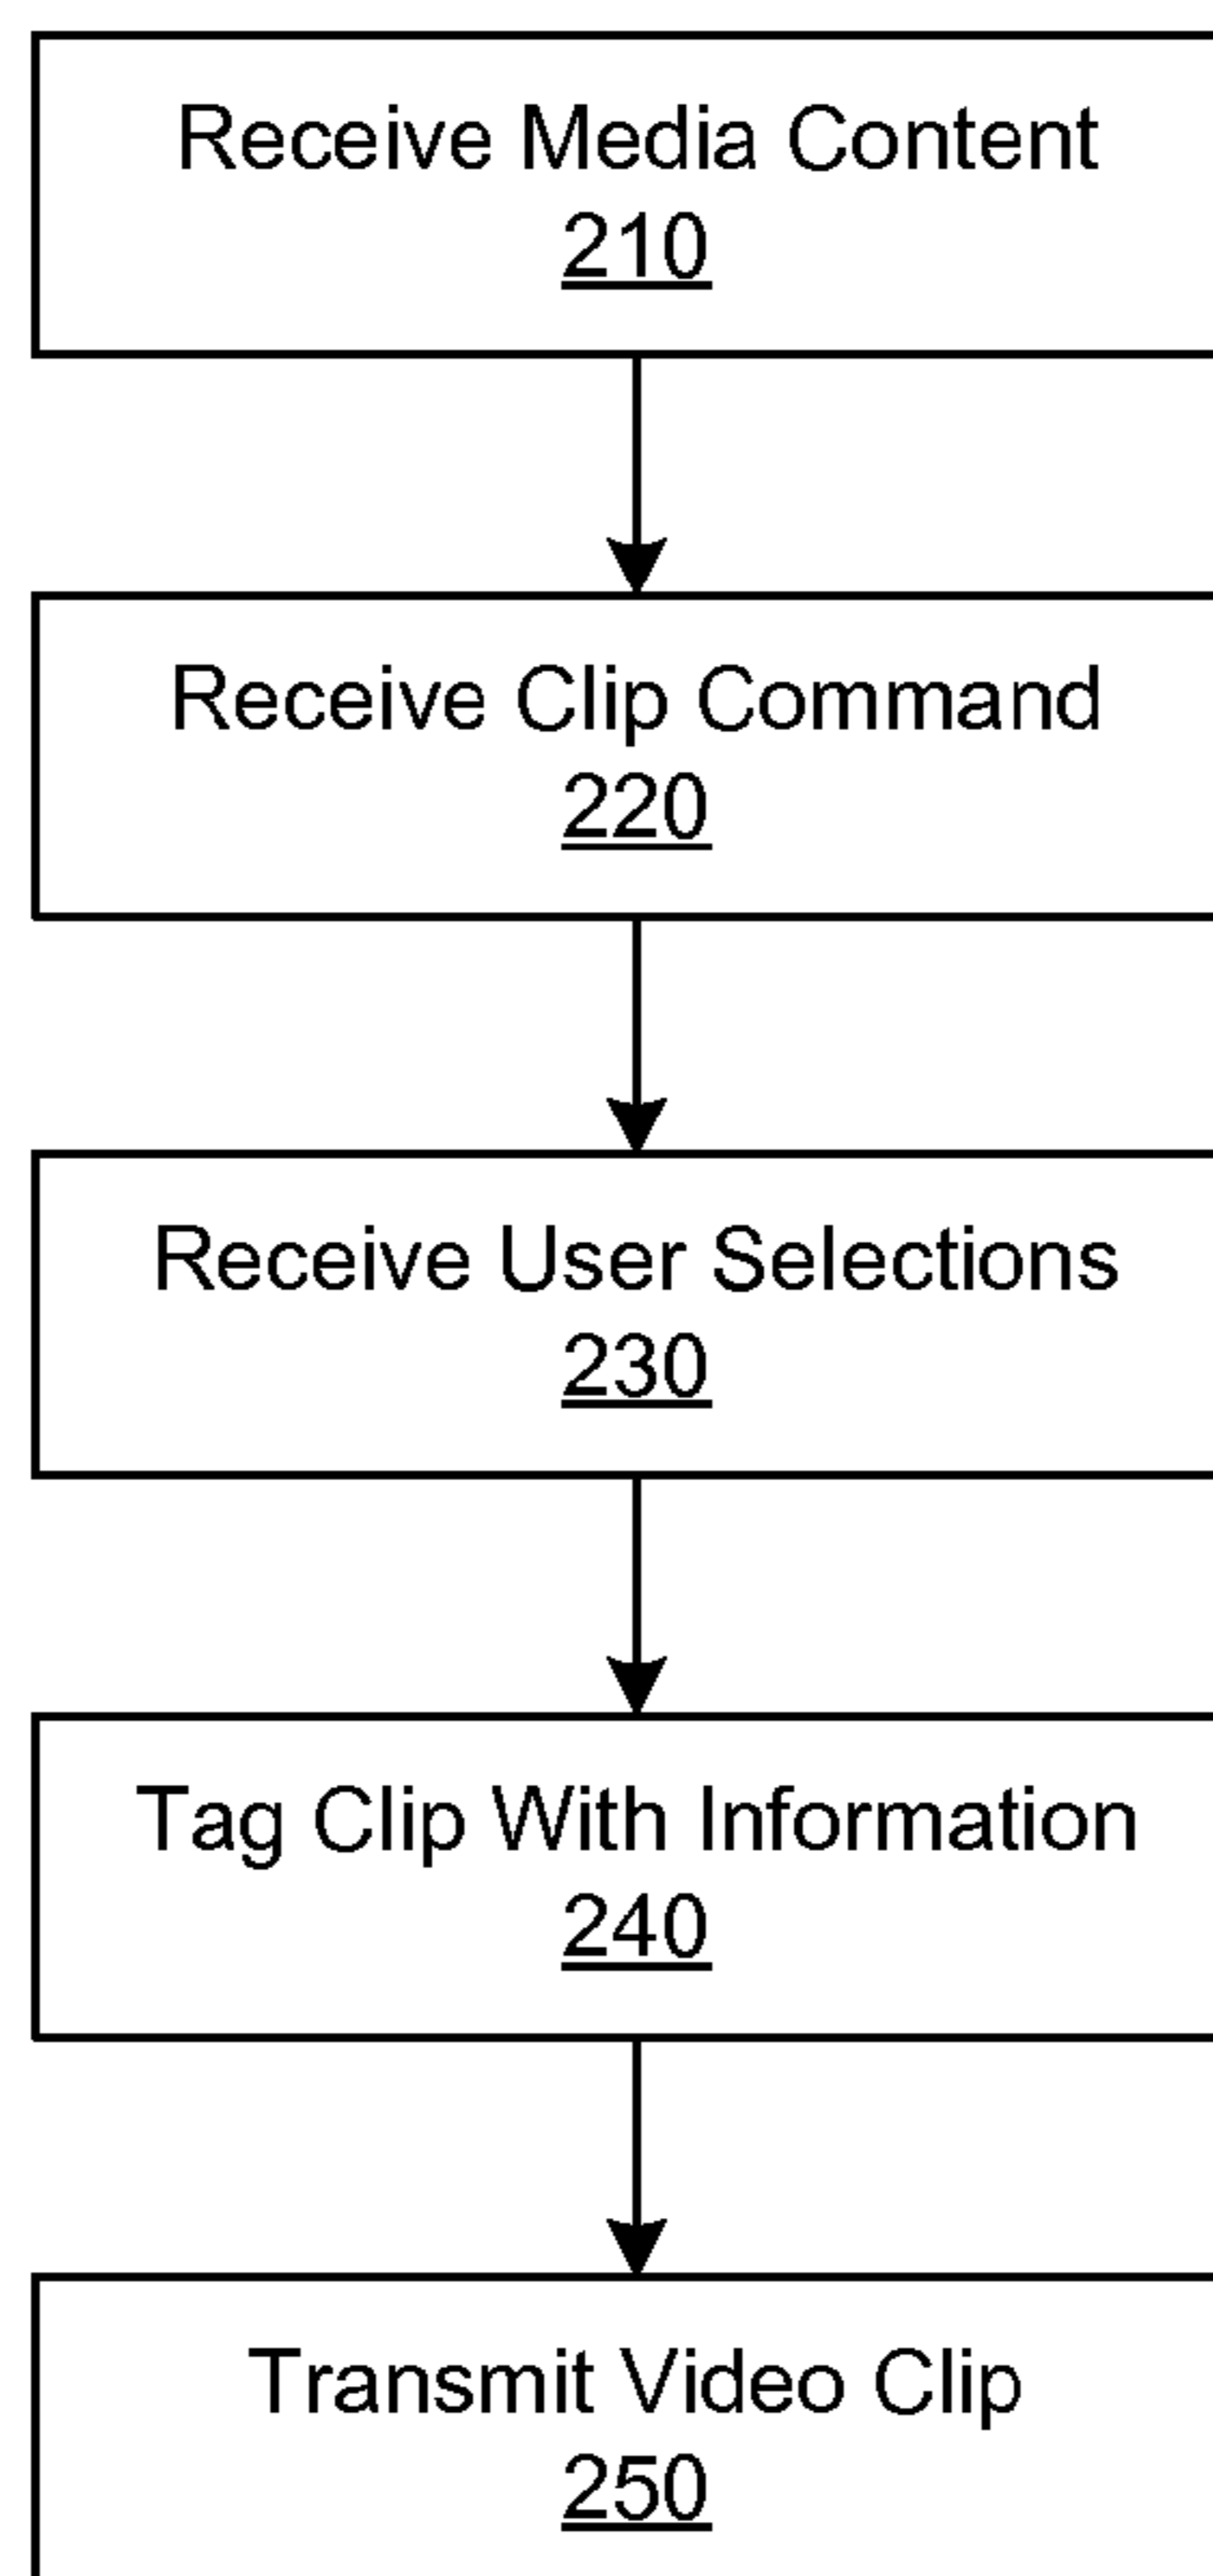 Receive Media Content
210
Receive Clip Command
220
Receive User Selections
230
Tag Clip With Information
240
Transmit Video Clip
250